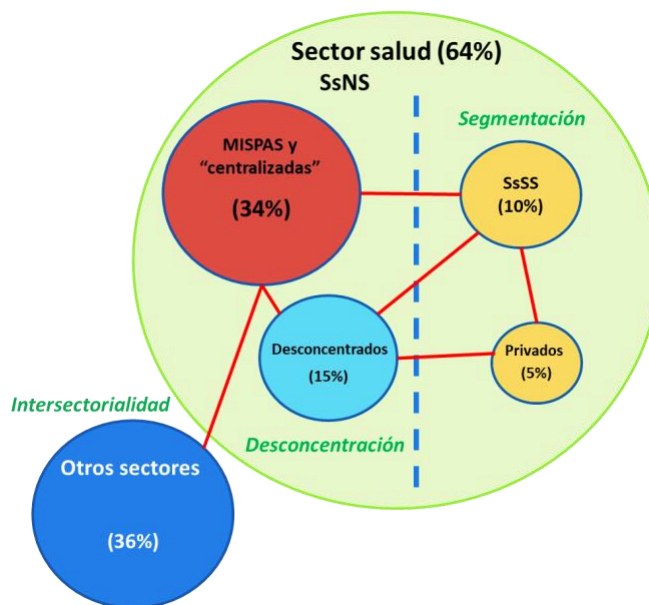 Sector salud (64%)
SsNS
MISPAS y
“centralizadas”
(34%)
Segmentación
SsSS
(10%)
Desconcentrados
(15%)
Privados
(5%)
Intersectorialidad
Desconcentración
Otros sectores
(36%)